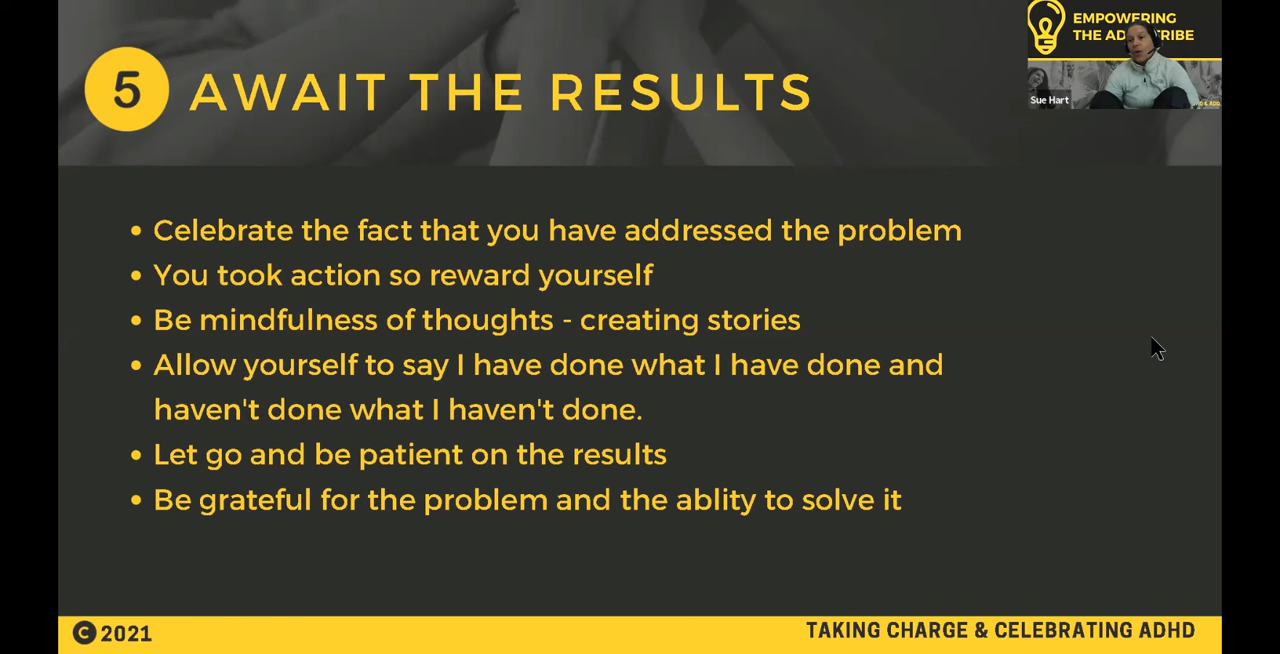 5 AWAIT THE RESULTS
EMPOWERING
THE
Sue Hart
• Celebrate the fact that you have addressed the problem
• You took action so reward yourself
• Be mindfulness of thoughts - creating stories
• Allow yourself to say I have done what I have done and
haven't done what I haven't done.
• Let go and be patient on the results
• Be grateful for the problem and the ablity to solve it
© 2021
TAKING CHARGE & CELEBRATING ADHD